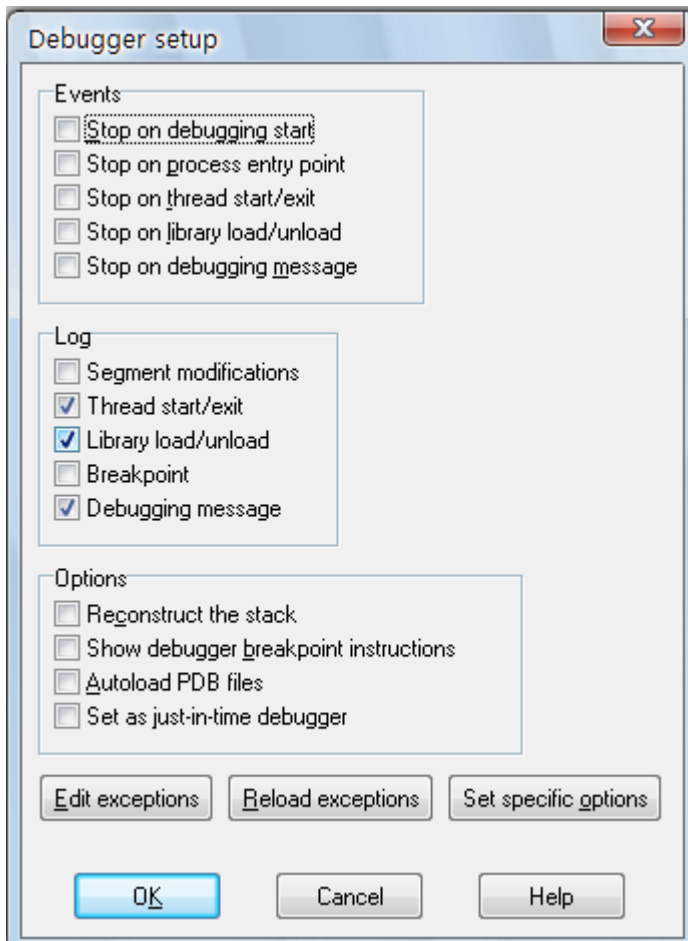 Debugger setup
Events
Stop on debugging start
Stop on process entry point
Stop on thread start/exit
Stop on library load/unload
Stop on debugging message
Log
Segment modifications
Thread start/exit
Library load/unload
Breakpoint
Debugging message
Options
Reconstruct the stack
Show debugger breakpoint instructions
Autoload PDB files
Set as just-in-time debugger
Edit exceptions
Reload exceptions
Set specific options
OK
Cancel
Help